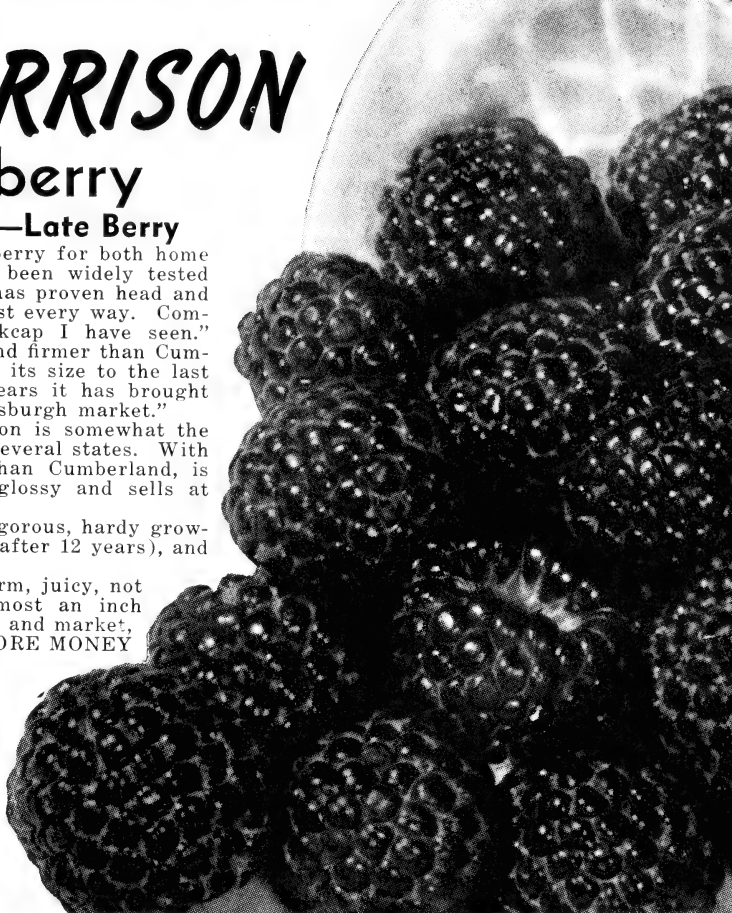 RRISON
berry
—Late Berry
erry for both home
been widely tested
has proven head and
st every way. Com-
kcap I have seen."
nd firmer than Cum-
its size to the last
ears it has brought
sburgh market."
on is somewhat the
everal states. With
han Cumberland, is
glossy and sells at
gorous, hardy grow-
after 12 years), and
rm, juicy, not
most an inch
and market,
ORE MONEY